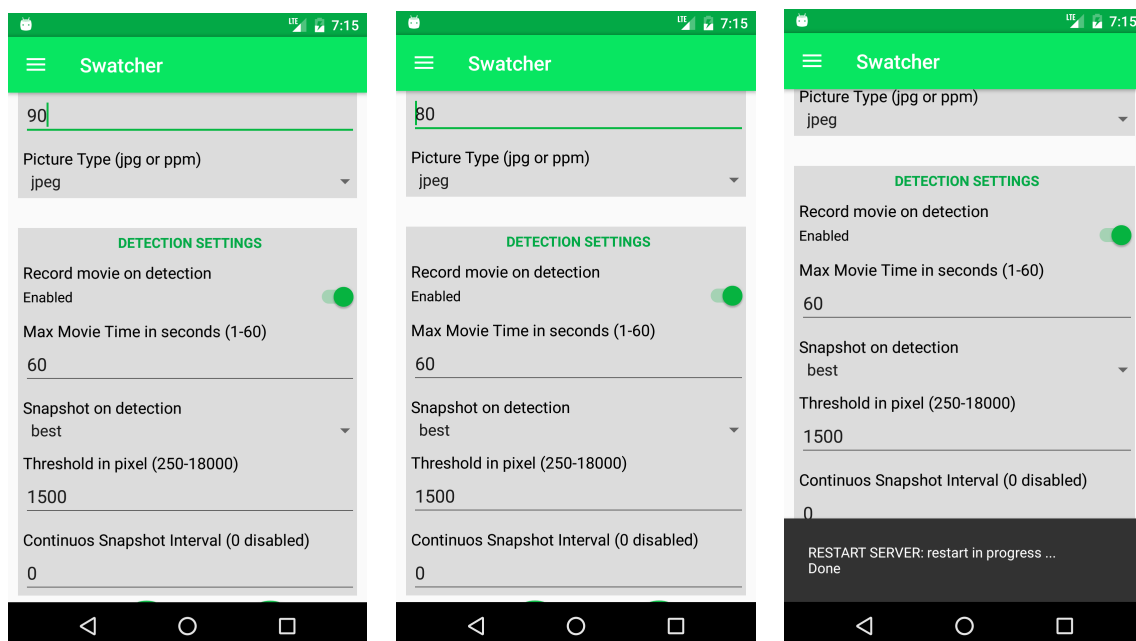 LTE 7:15
Swatcher
90
Picture Type (jpg or ppm)
jpeg
DETECTION SETTINGS
Record movie on detection
Enabled
Max Movie Time in seconds (1-60)
60
Snapshot on detection
best
Threshold in pixel (250-18000)
1500
Continuos Snapshot Interval (0 disabled)
0
LTE 7:15
Swatcher
80
Picture Type (jpg or ppm)
jpeg
DETECTION SETTINGS
Record movie on detection
Enabled
Max Movie Time in seconds (1-60)
60
Snapshot on detection
best
Threshold in pixel (250-18000)
1500
Continuos Snapshot Interval (0 disabled)
0
LTE 7:15
Swatcher
Picture Type (jpg or ppm)
jpeg
DETECTION SETTINGS
Record movie on detection
Enabled
Max Movie Time in seconds (1-60)
60
Snapshot on detection
best
Threshold in pixel (250-18000)
1500
Continuos Snapshot Interval (0 disabled)
0
RESTART SERVER: restart in progress ...
Done